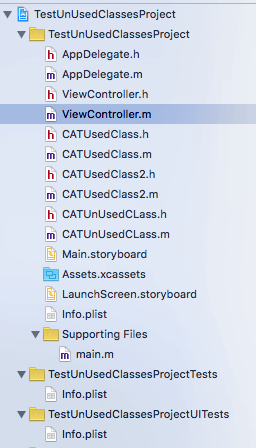 TestUnUsedClassesProject
TestUnUsedClassesProject
h AppDelegate.h
m AppDelegate.m
h ViewController.h
m ViewController.m
h CATUsedClass.h
m CATUsedClass.m
h CATUsedClass2.h
m CATUsedClass2.m
h CATUnUsedCLass.h
m CATUnUsedCLass.m
Main.storyboard
Assets.xcassets
LaunchScreen.storyboard
Info.plist
Supporting Files
m main.m
TestUnUsedClassesProjectTests
Info.plist
TestUnUsedClassesProjectUITests
Info.plist